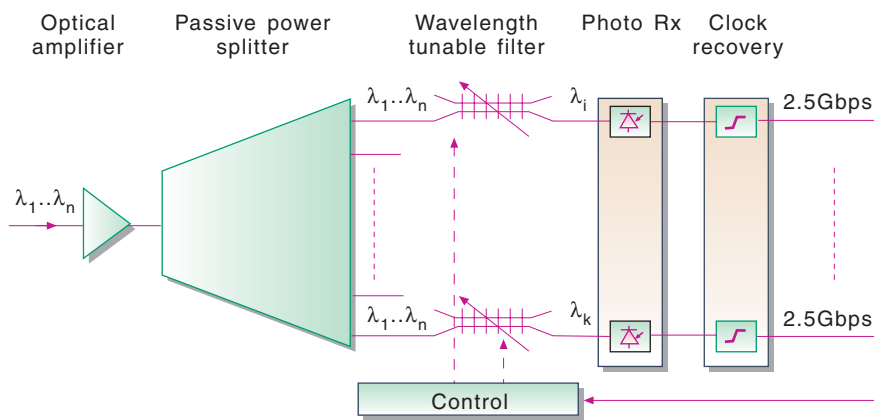 Optical
amplifier
Passive power
splitter
Wavelength
tunable filter
Photo Rx
Clock
recovery
λ1..λn
λ1..λn
λi
2.5Gbps
λ1..λn
λk
2.5Gbps
Control